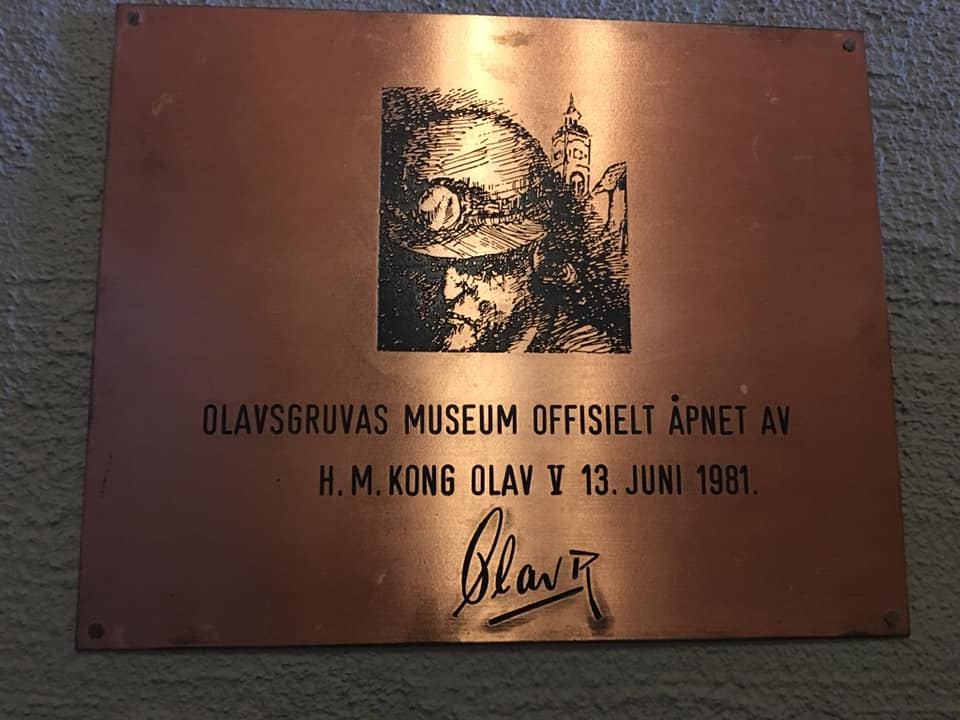 OLAVSGRUVAS MUSEUM OFFISIELT ÅPNET AV
H.M. KONG OLAV V 13. JUNI 1981.
Olav R